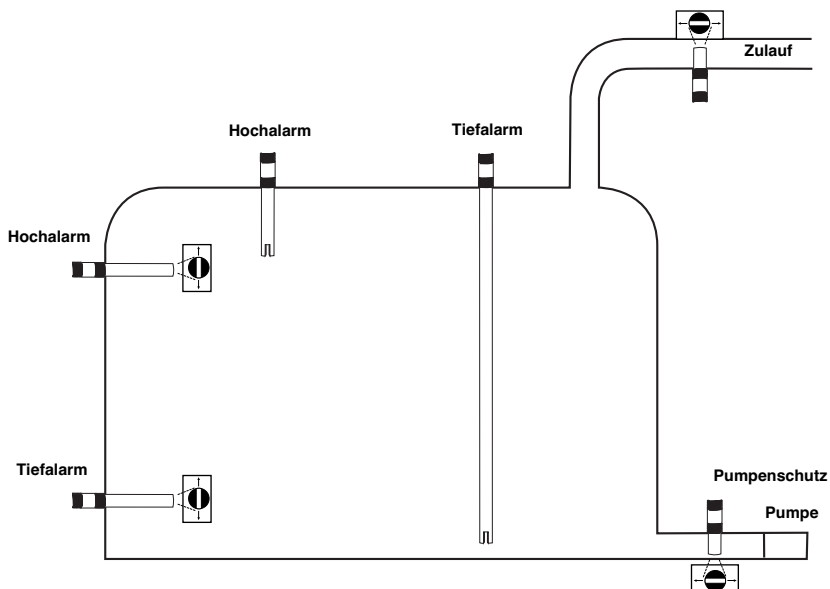 Zulauf
Hochalarm
Tiefalarm
Hochalarm
Tiefalarm
Pumpenschutz
Pumpe